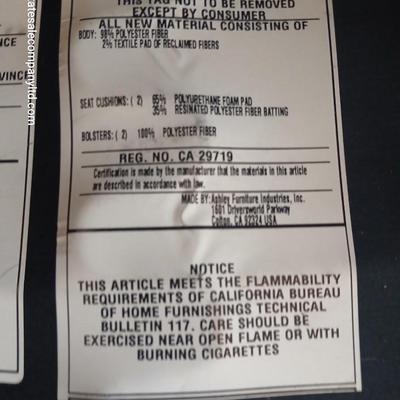 THIS TAG NOT TO BE REMOVED
EXCEPT BY CONSUMER
ALL NEW MATERIAL CONSISTING OF
BODY: 98% POLYESTER FIBER
2% TEXTILE PAD OF RECLAIMED FIBERS
SEAT CUSHIONS: ( 2) 65% POLYURETHANE FOAM PAD
35% RESINATED POLYESTER FIBER BATTING
BOLSTERS: ( 2) 100% POLYESTER FIBER
REG. NO. CA 29719
Certification is made by the manufacturer that the materials in this article
are described in accordance with law.
MADE BY: Ashley Furniture Industries, Inc.
1601 Driversworld Parkway
Colton, CA 92324 USA
NOTICE
THIS ARTICLE MEETS THE FLAMMABILITY
REQUIREMENTS OF CALIFORNIA BUREAU
OF HOME FURNISHINGS TECHNICAL
BULLETIN 117. CARE SHOULD BE
EXERCISED NEAR OPEN FLAME OR WITH
BURNING CIGARETTES
NCE
VINCE
atesalecompanyltd.com